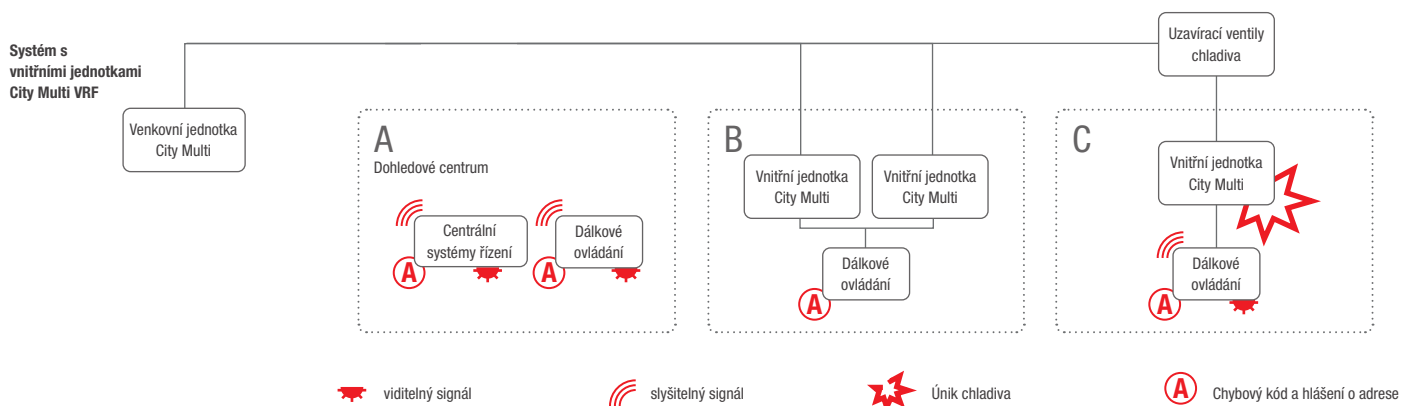 Systém s
vnitřními jednotkami
City Multi VRF
Venkovní jednotka
City Multi
Uzavírací ventily
chladiva
A
Dohledové centrum
Centrální
systémy řízení
A
Dálkové
ovládání
A
B
Vnitřní jednotka
City Multi
Vnitřní jednotka
City Multi
Dálkové
ovládání
A
C
Vnitřní jednotka
City Multi
Dálkové
ovládání
A
viditelný signál
slyšitelný signál
Únik chladiva
A
Chybový kód a hlášení o adrese